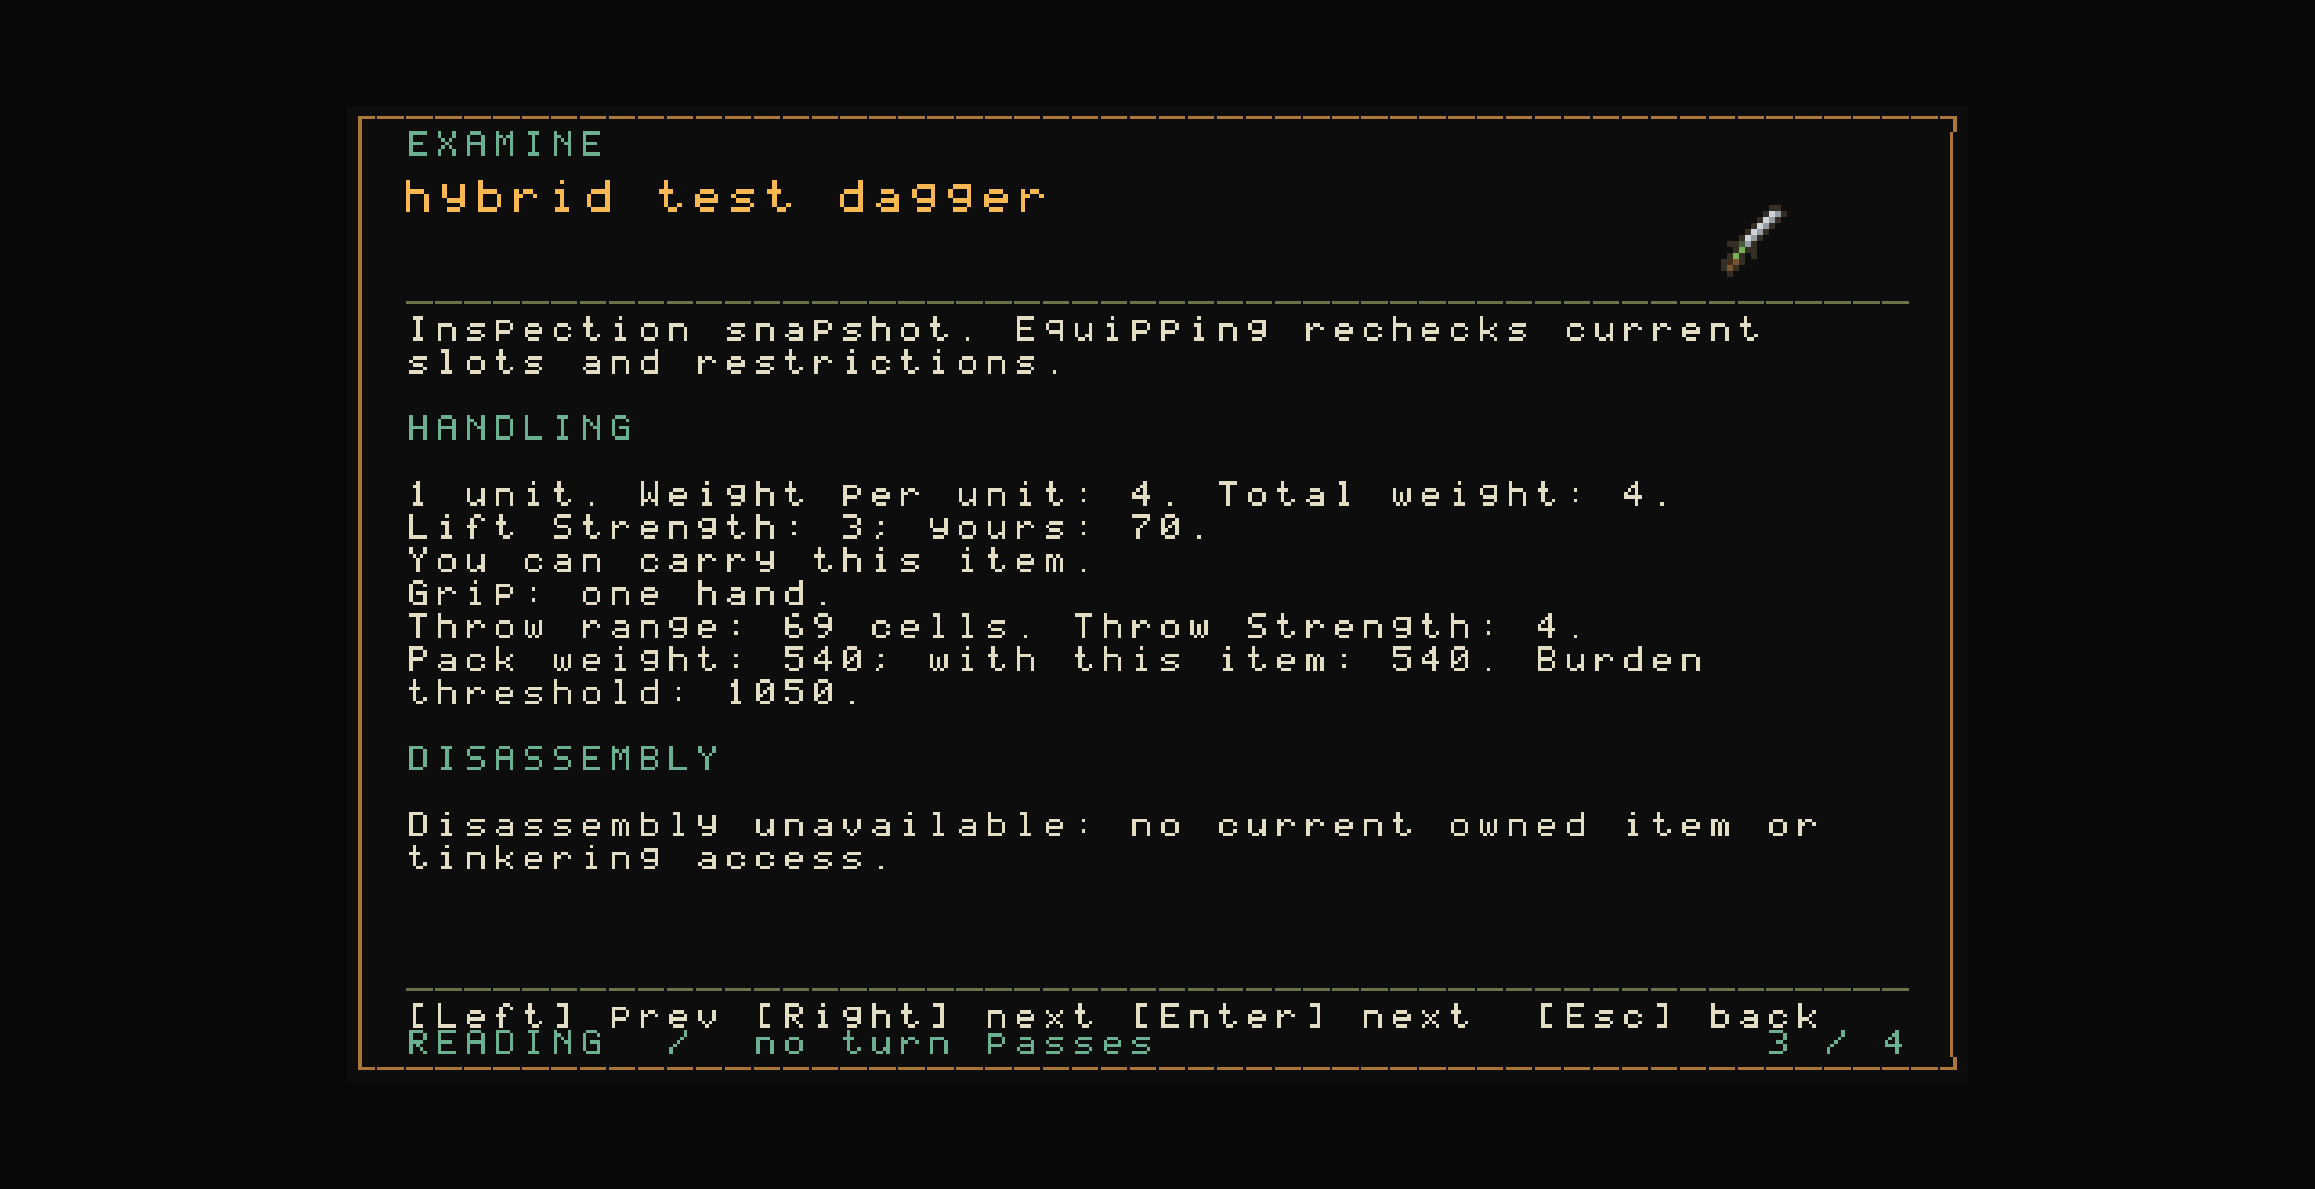 EXAMINE
hybrid test dagger
Inspection snapshot. Equipping rechecks current
slots and restrictions.
HANDLING
1 unit. Weight per unit: 4. Total weight: 4.
Lift Strength: 3; yours: 70.
You can carry this item.
Grip: one hand.
Throw range: 69 cells. Throw Strength: 4.
Pack weight: 540; with this item: 540. Burden
threshold: 1050.
DISASSEMBLY
Disassembly unavailable: no current owned item or
tinkering access.
[Left] prev [Right] next [Enter] next [Esc] back
READING / no turn passes 3 / 4